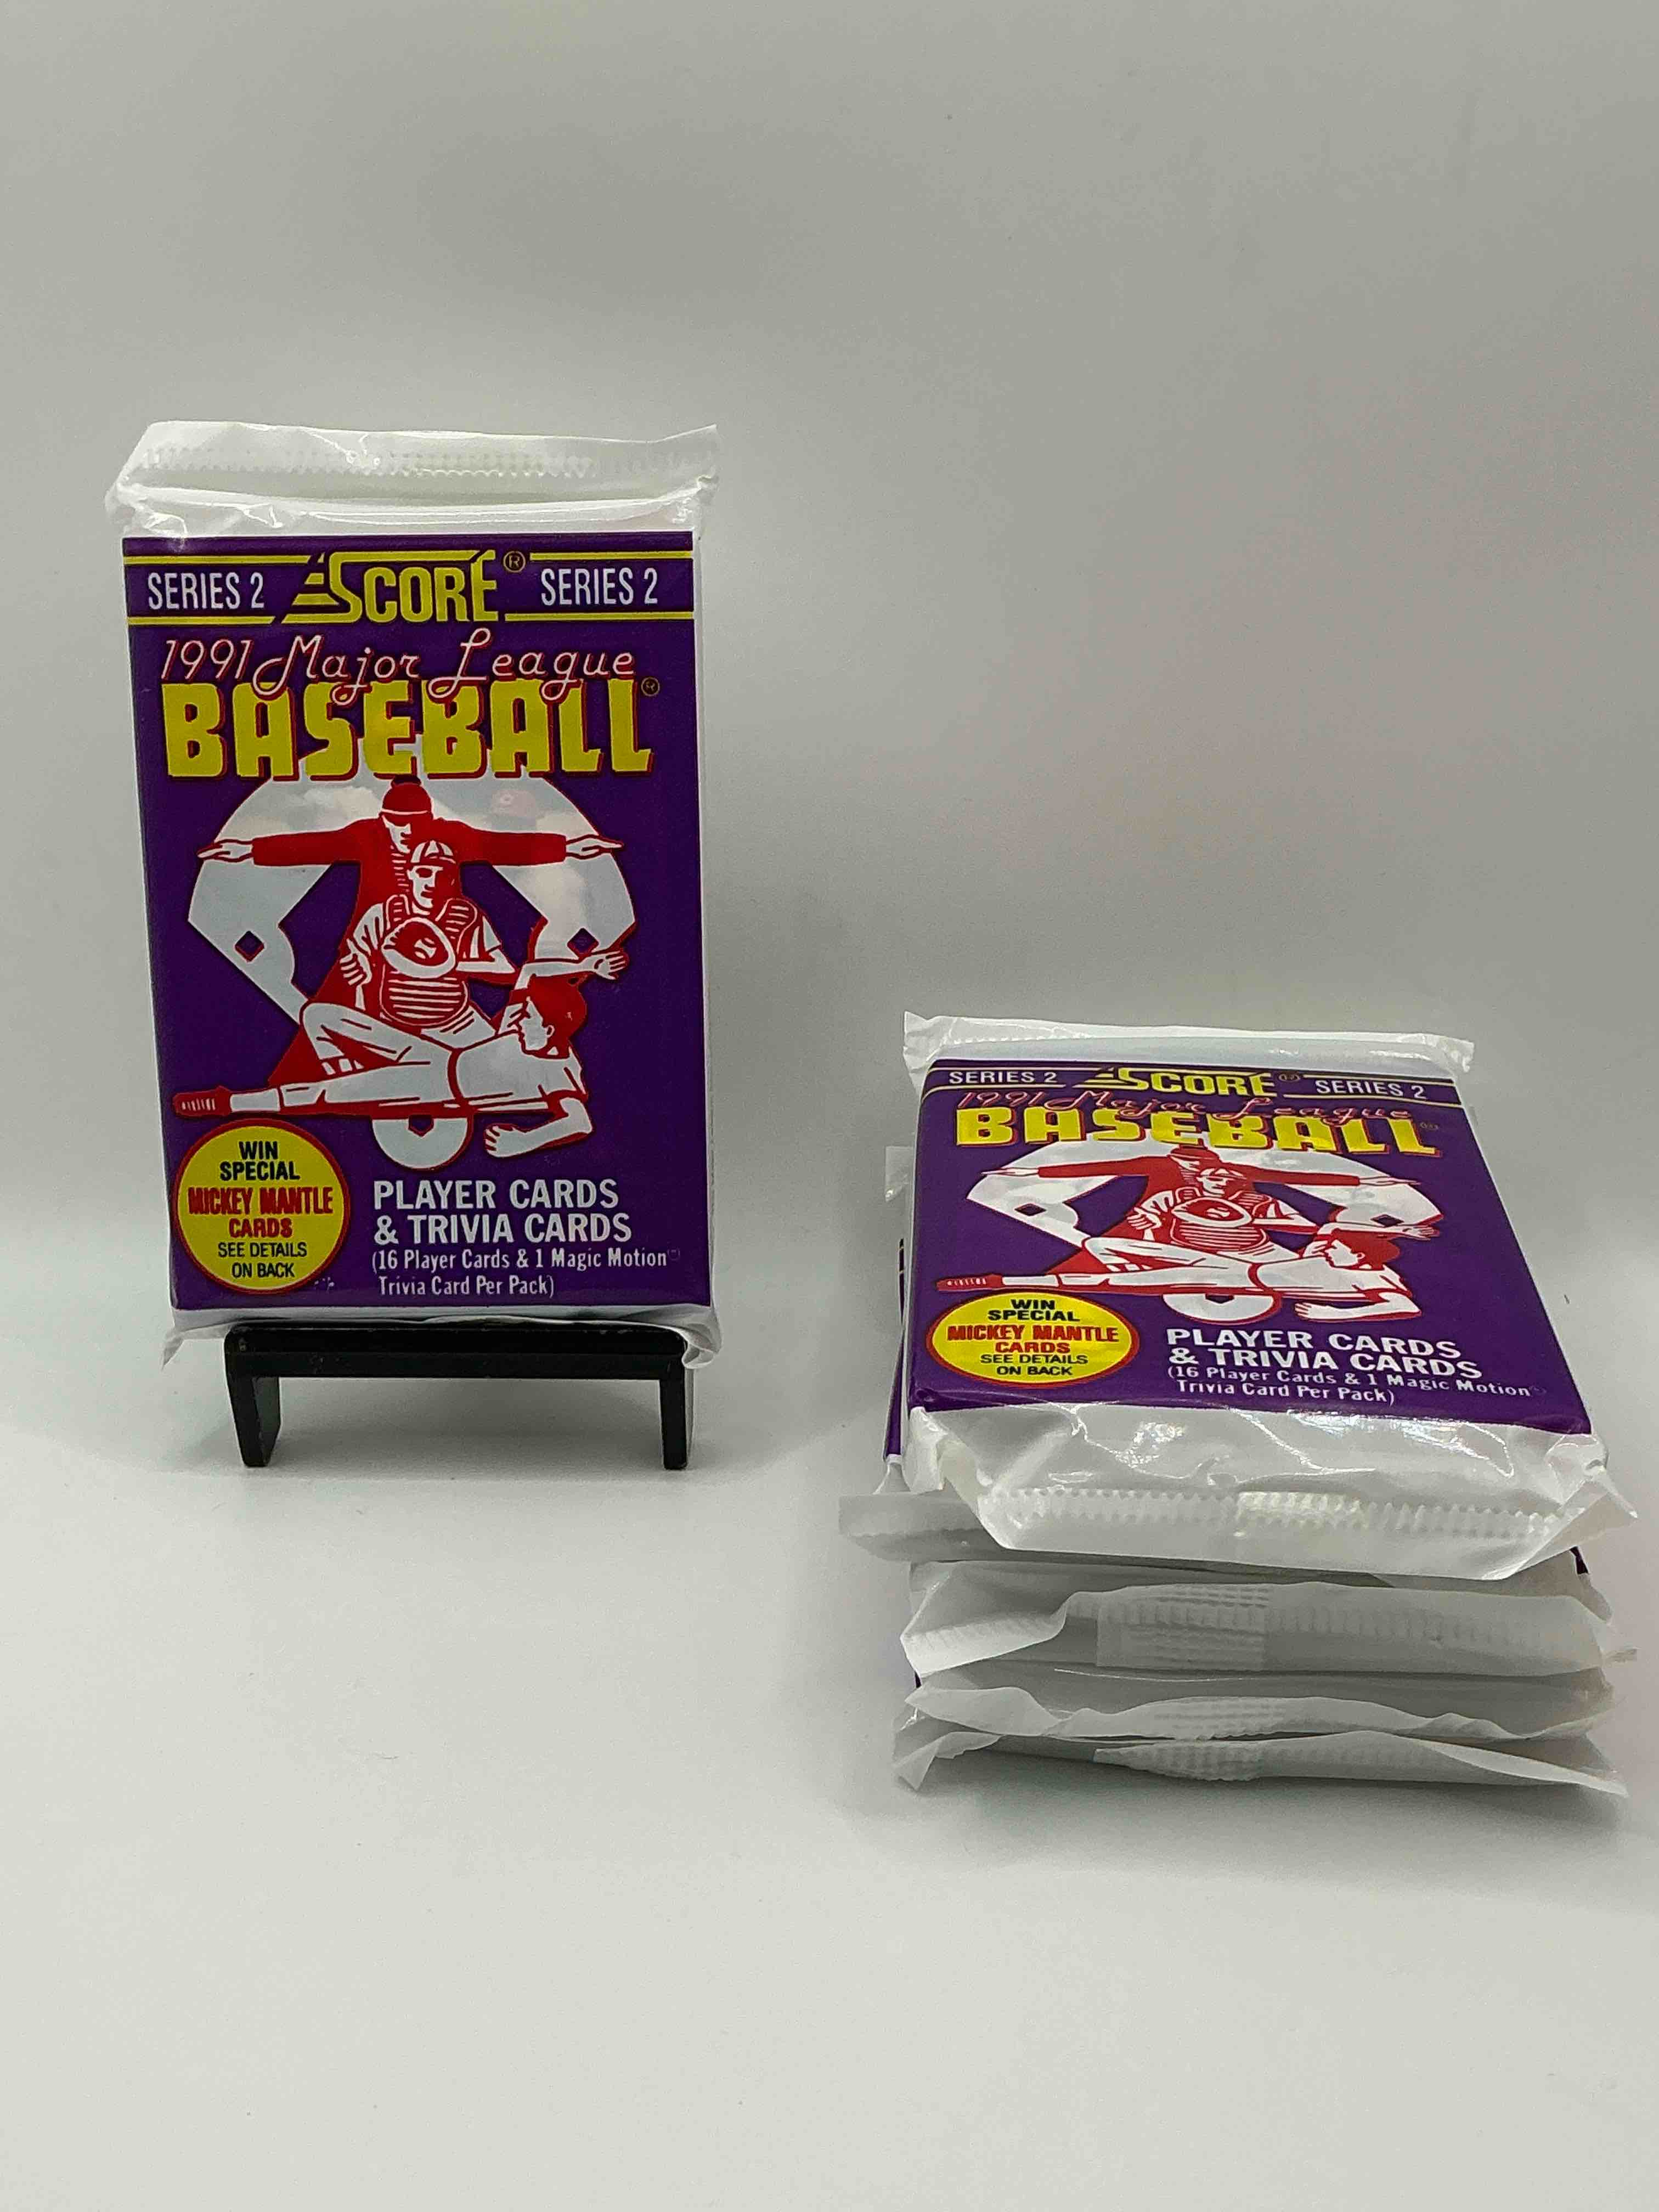 SERIES 2 SCORE® SERIES 2
1991 Major League
BASEBALL®
WIN
SPECIAL
MICKEY MANTLE
CARDS
SEE DETAILS
ON BACK
PLAYER CARDS
& TRIVIA CARDS
(16 Player Cards & 1 Magic Motion
Trivia Card Per Pack)
SERIES 2 SCORE® SERIES 2
1991 Major League
BASEBALL®
WIN
SPECIAL
MICKEY MANTLE
CARDS
SEE DETAILS
ON BACK
PLAYER CARDS
& TRIVIA CARDS
(16 Player Cards & 1 Magic Motion
Trivia Card Per Pack)